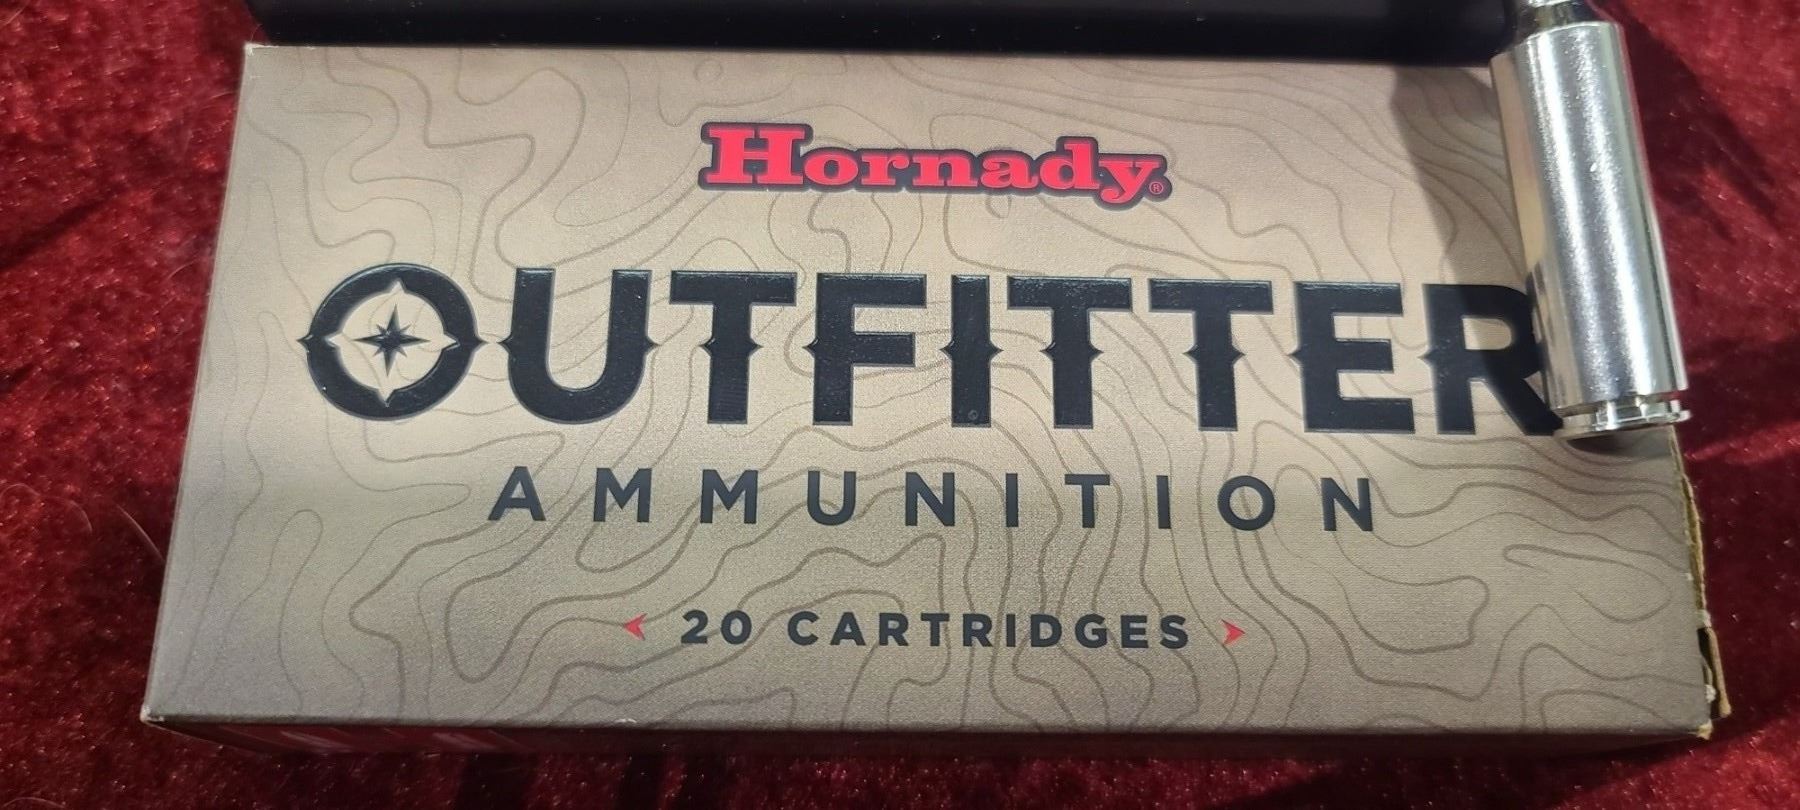 Hornady®
OUTFITTER
AMMUNITION
20 CARTRIDGES